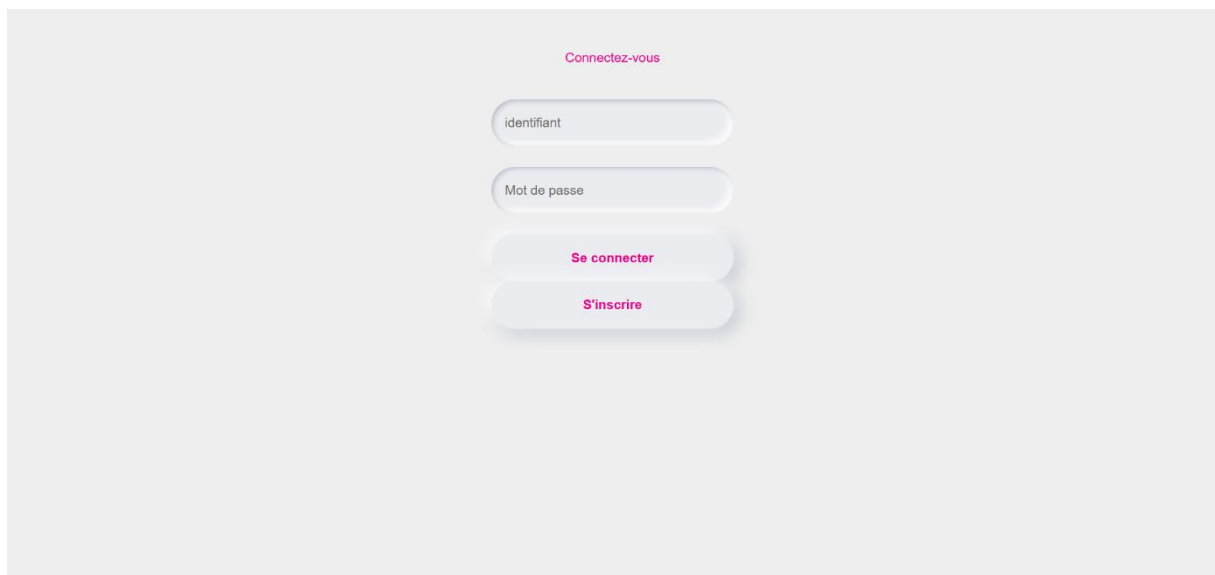 Connectez-vous
identifiant
Mot de passe
Se connecter
S'inscrire